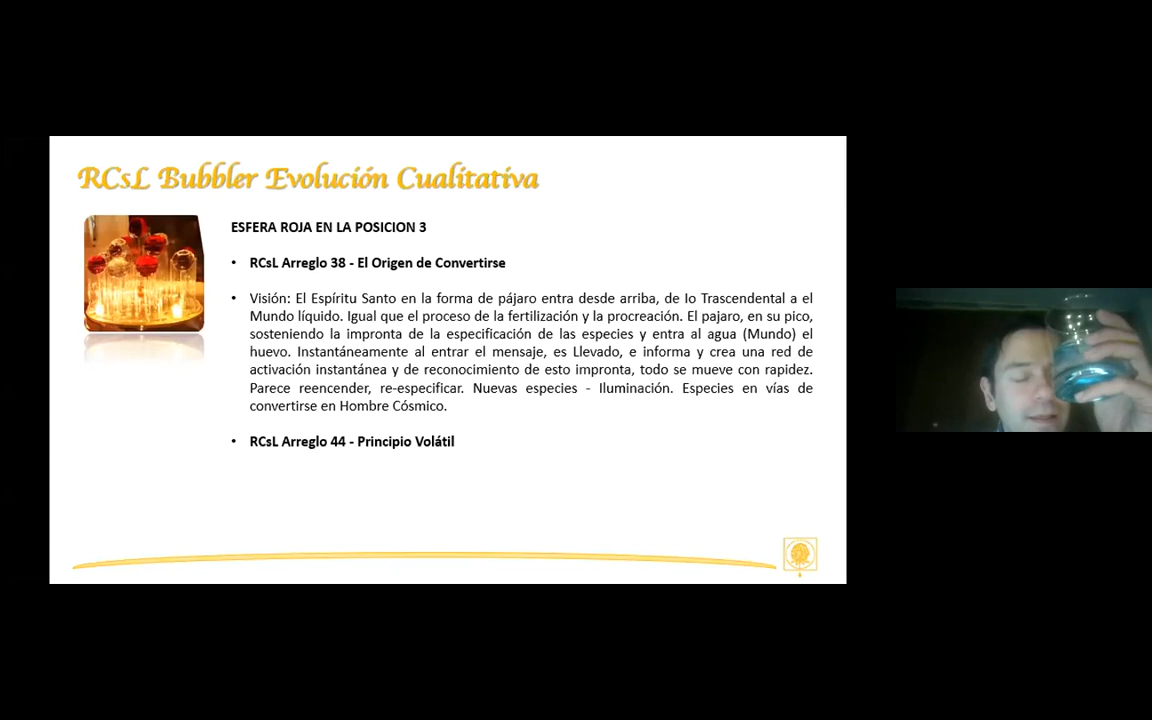 RCsL Bubbler Evolución Cualitativa
ESFERA ROJA EN LA POSICION 3
• RCsL Arreglo 38 - El Origen de Convertirse
• Visión: El Espíritu Santo en la forma de pájaro entra desde arriba, de Io Trascendental a el
Mundo líquido. Igual que el proceso de la fertilización y la procreación. El pajaro, en su pico,
sosteniendo la impronta de la especificación de las especies y entra al agua (Mundo) el
huevo. Instantáneamente al entrar el mensaje, es Llevado, e informa y crea una red de
activación instantánea y de reconocimiento de esto impronta, todo se mueve con rapidez.
Parece reencender, re-especificar. Nuevas especies - Iluminación. Especies en vías de
convertirse en Hombre Cósmico.
• RCsL Arreglo 44 - Principio Volátil